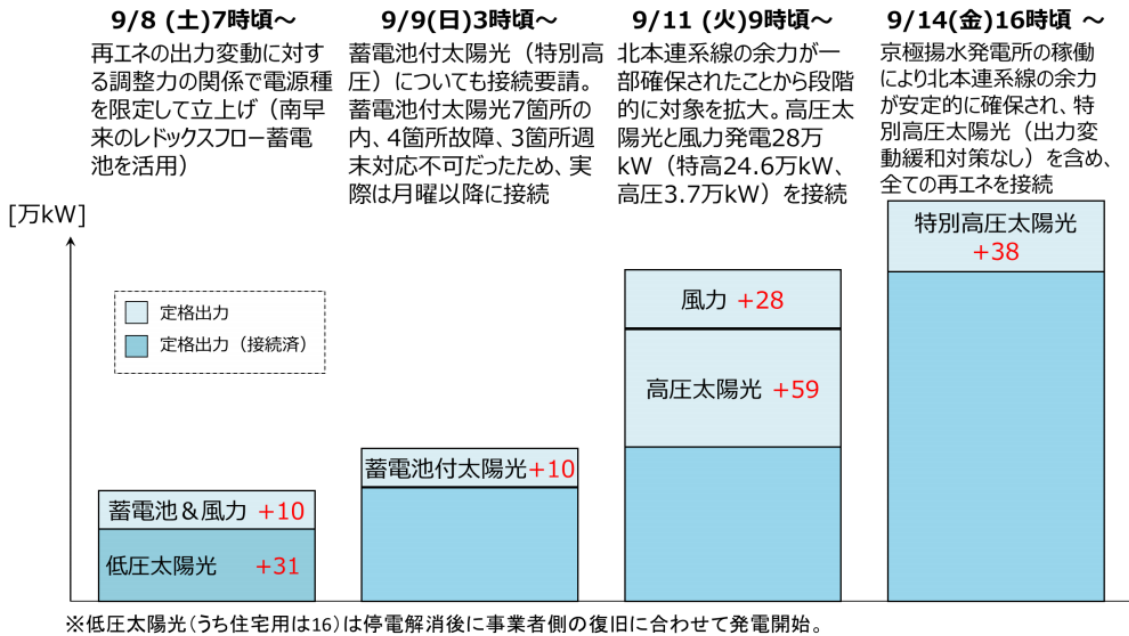 9/8 (土)7時頃～
再エネの出力変動に対す
る調整力の関係で電源種
を限定して立上げ（南早
来のレドックスフロー蓄電
池を活用）
9/9(日)3時頃～
蓄電池付太陽光（特別高
圧）についても接続要請。
蓄電池付太陽光7箇所の
内、4箇所故障、3箇所週
末対応不可だったため、実
際は月曜以降に接続
9/11 (火)9時頃～
北本連系線の余力が一
部確保されたことから段階
的に対象を拡大。高圧太
陽光と風力発電28万
kW（特高24.6万kW、
高圧3.7万kW）を接続
9/14(金)16時頃 ～
京極揚水発電所の稼働
により北本連系線の余力
が安定的に確保され、特
別高圧太陽光（出力変
動緩和対策なし）を含め、
全ての再エネを接続
[万kW]
定格出力
定格出力（接続済）
蓄電池＆風力 +10
低圧太陽光 +31
蓄電池付太陽光+10
風力 +28
高圧太陽光 +59
特別高圧太陽光
+38
※低圧太陽光(うち住宅用は16)は停電解消後に事業者側の復旧に合わせて発電開始。